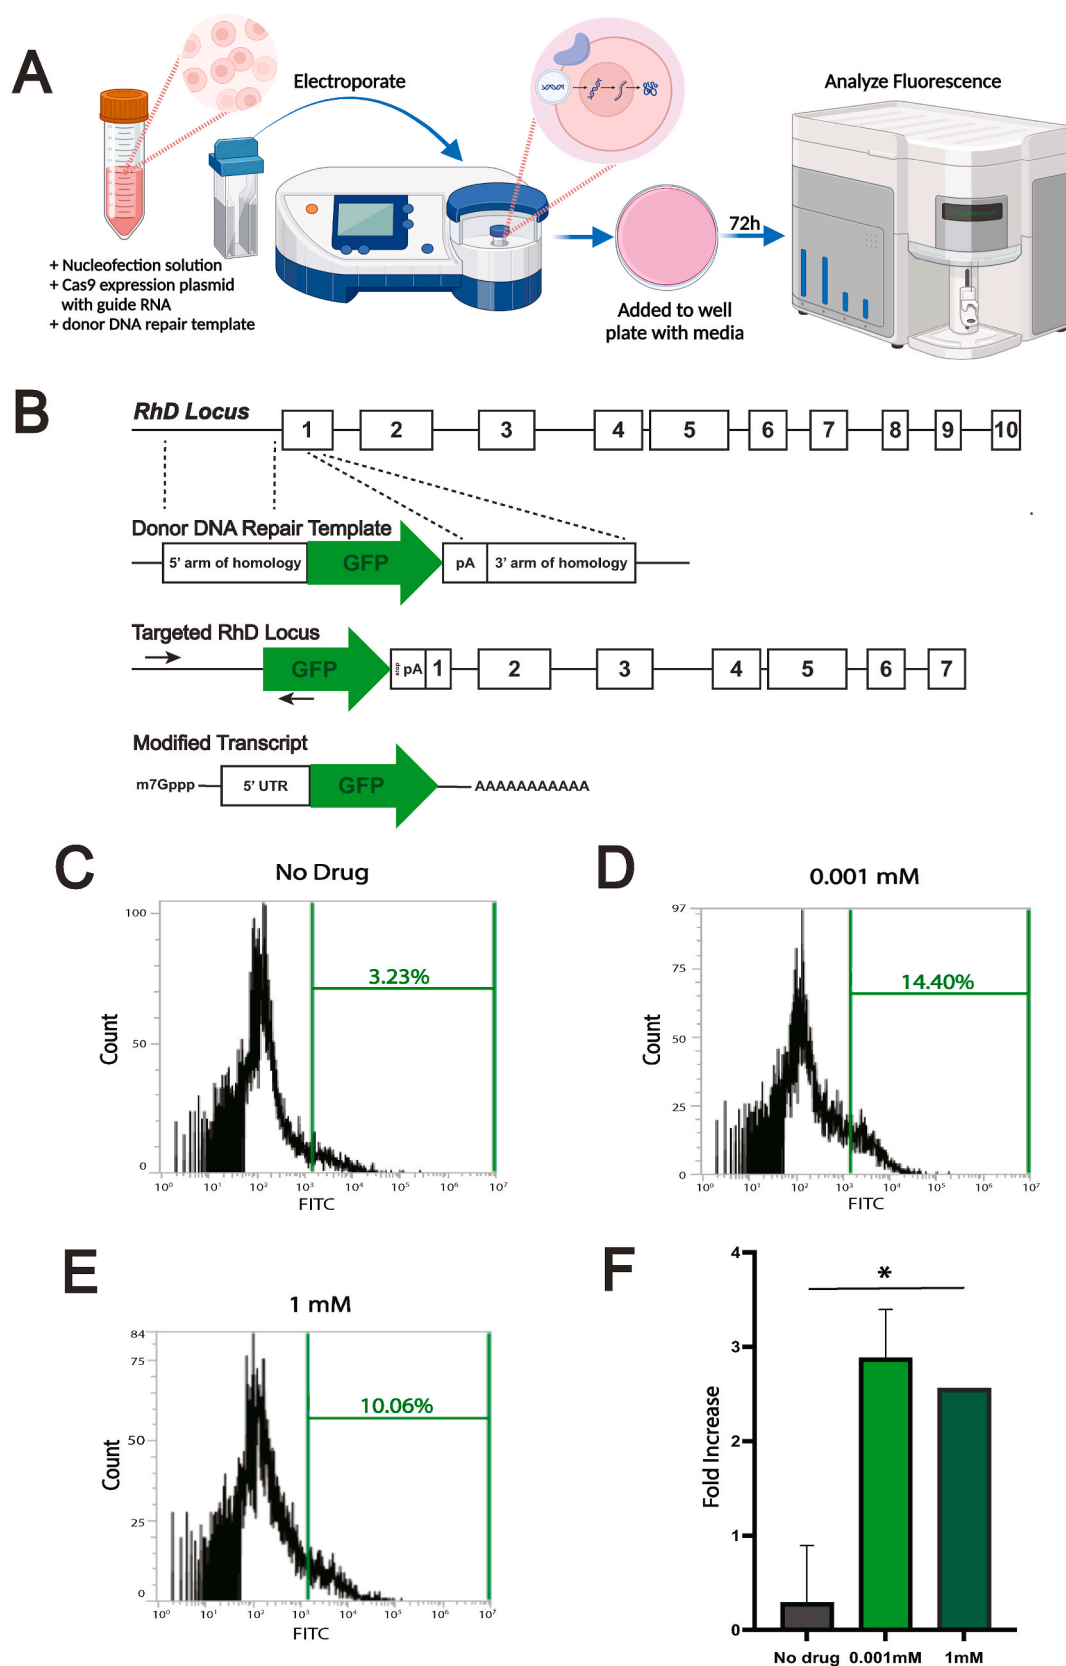 A
Electroporate
Analyze Fluorescence
+ Nucleofection solution
+ Cas9 expression plasmid
with guide RNA
+ donor DNA repair template
72h
Added to well
plate with media
B
RhD Locus
1 2 3 4 5 6 7 8 9 10
Donor DNA Repair Template
5' arm of homology GFP pA 3' arm of homology
Targeted RhD Locus
GFP stop pA 1 2 3 4 5 6 7
Modified Transcript
m7Gppp 5' UTR GFP AAAAAAAAAAA
C
No Drug
100
50
0
Count
3.23%
10⁰ 10¹ 10² 10³ 10⁴ 10⁵ 10⁶ 10⁷
FITC
D
0.001 mM
97
75
50
25
0
Count
14.40%
10⁰ 10¹ 10² 10³ 10⁴ 10⁵ 10⁶ 10⁷
FITC
E
1 mM
84
75
50
25
0
Count
10.06%
10⁰ 10¹ 10² 10³ 10⁴ 10⁵ 10⁶ 10⁷
FITC
F
4
3
2
1
0
Fold Increase
*
No drug 0.001mM 1mM